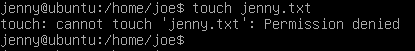 jenny@ubuntu:/home/joe$ touch jenny.txt
touch: cannot touch 'jenny.txt': Permission denied
jenny@ubuntu:/home/joe$